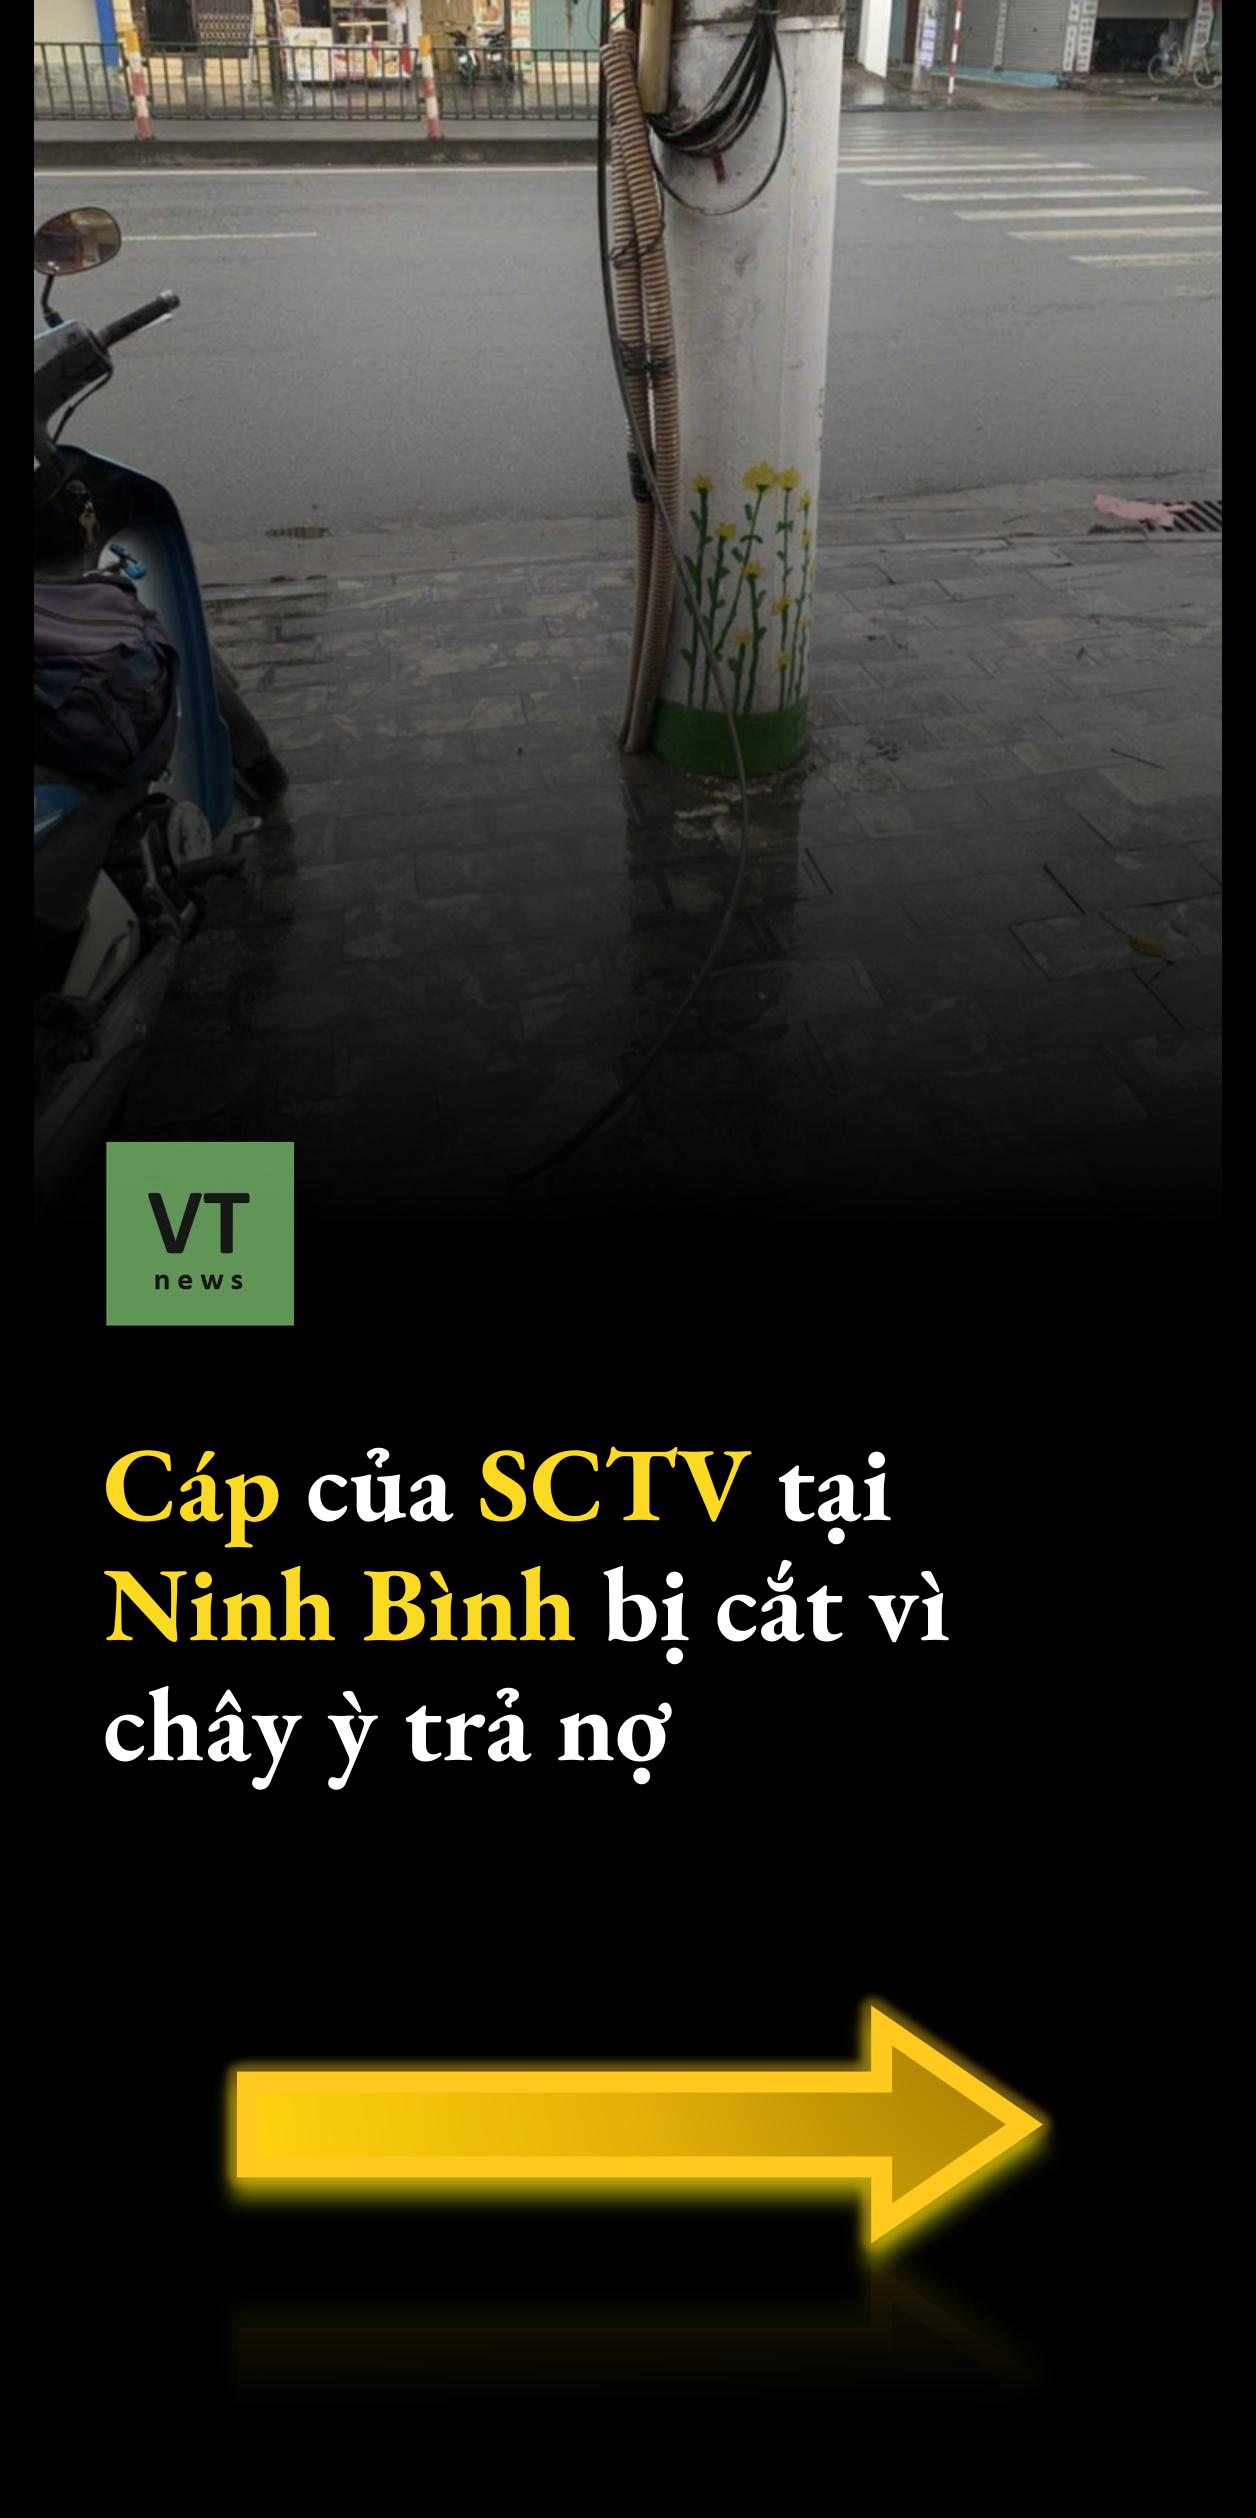 VT
news
Cáp của SCTV tại
Ninh Bình bị cắt vì
chây ỳ trả nợ